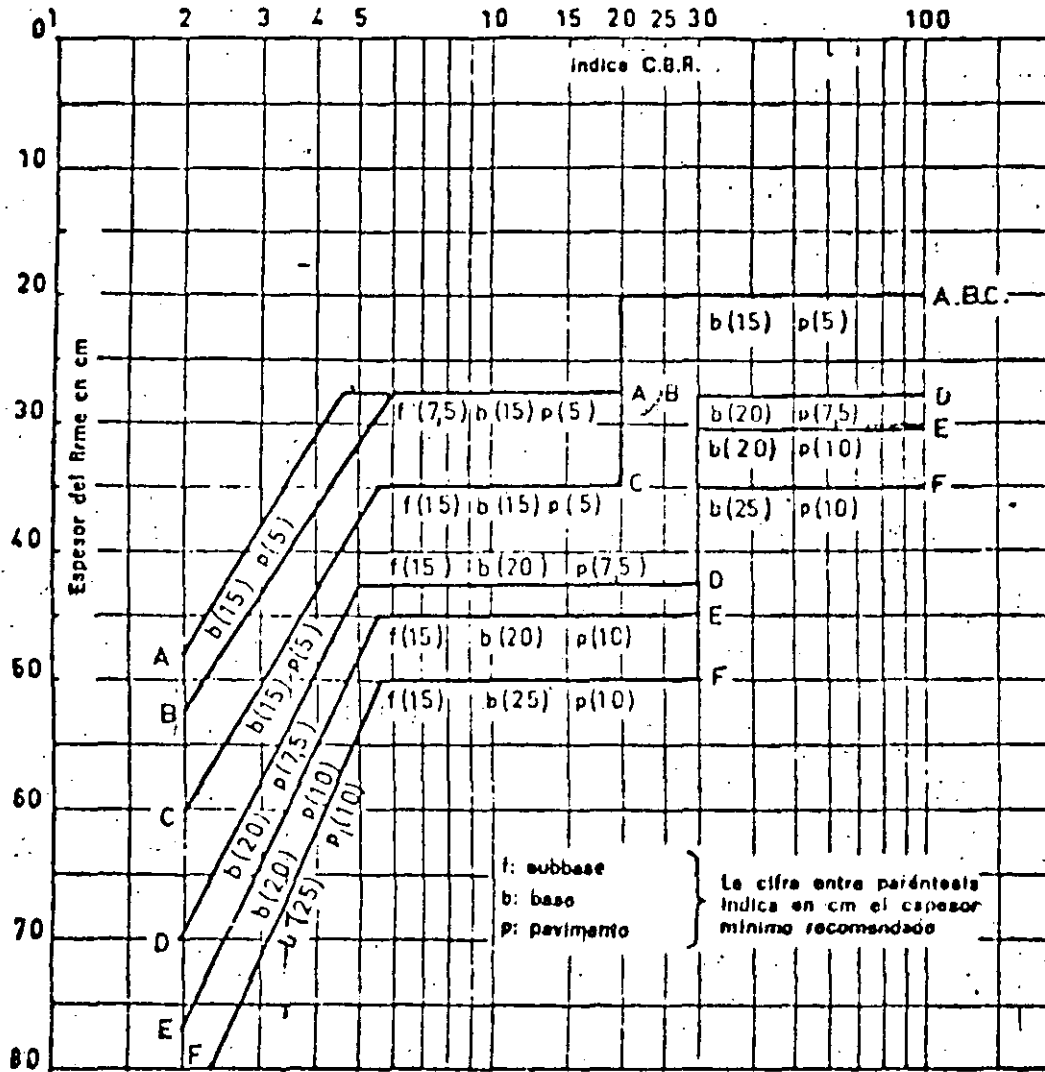 1 2 3 4 5 10 15 20 25 30 100
0
Indice C.B.R.
10
20
A.B.C.
b(15) p(5)
Espesor del firme en cm
A,B
D
30
f(7,5) b(15) p(5)
b(20) p(7,5)
E
b(20) p(10)
C
F
f(15) b(15) p(5)
b(25) p(10)
40
f(15) b(20) p(7,5)
D
E
f(15) b(20) p(10)
50
F
f(15) b(25) p(10)
A
b(15) p(5)
B
b(15) p(5)
60
C
b(20) p(7,5)
b(20) p(10)
b(25) p(10)
f: subbase
b: base
p: pavimento
La cifra entre paréntesis
indica en cm el espesor
mínimo recomendado
70
D
E
F
80